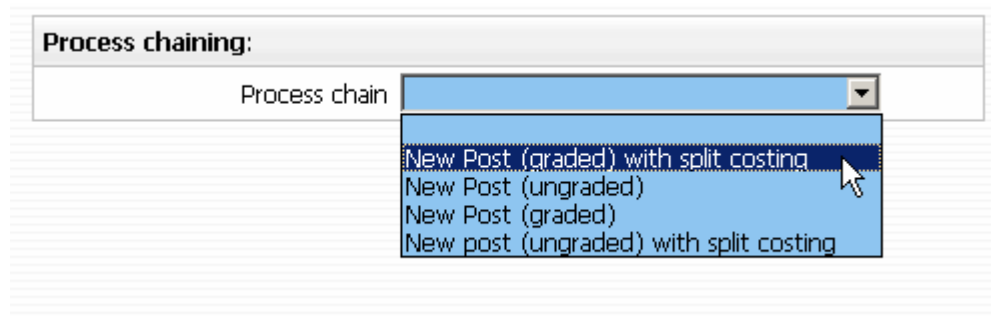 Process chaining:
Process chain
New Post (graded) with split costing
New Post (ungraded)
New Post (graded)
New post (ungraded) with split costing